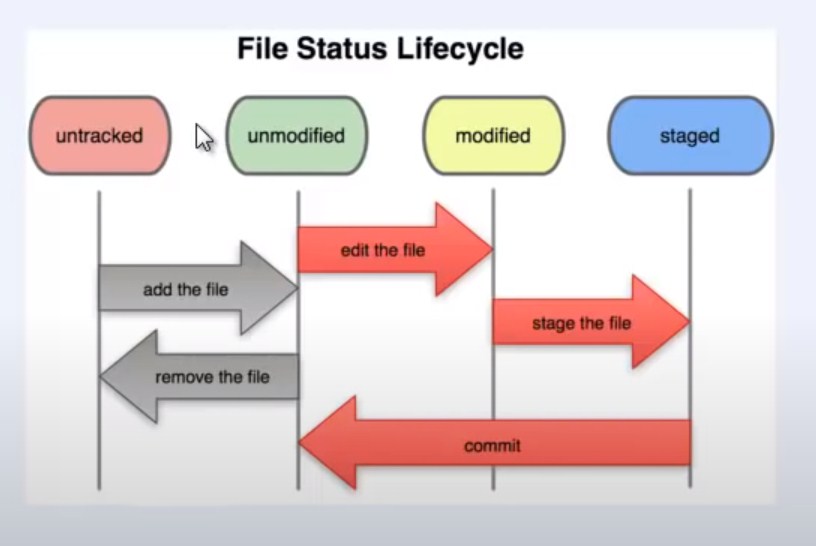 File Status Lifecycle
untracked
unmodified
modified
staged
edit the file
add the file
stage the file
remove the file
commit